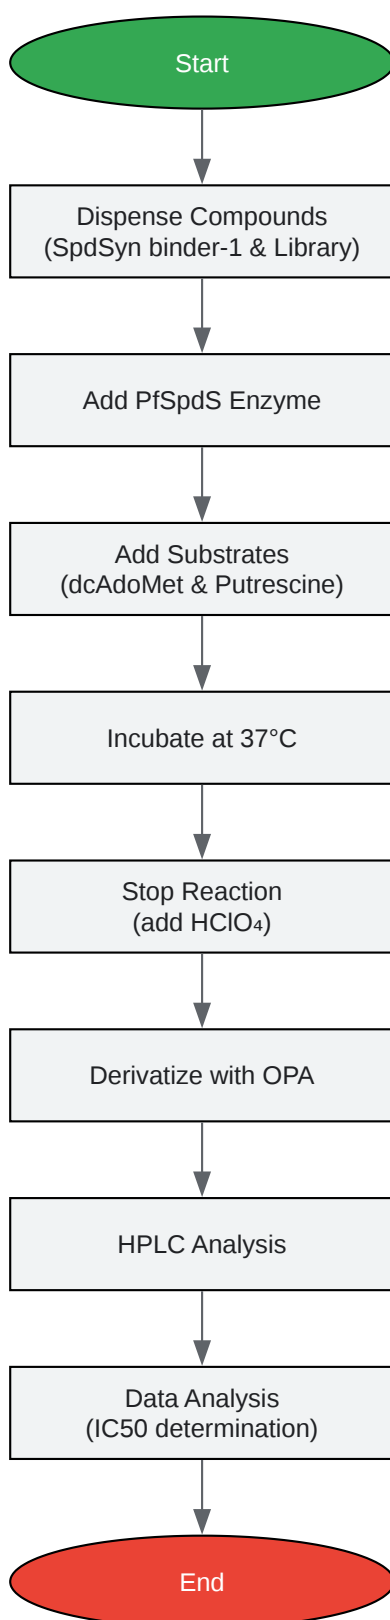 Start
Dispense Compounds
(SpdSyn binder-1 & Library)
Add PfSpdS Enzyme
Add Substrates
(dcAdoMet & Putrescine)
Incubate at 37°C
Stop Reaction
(add HClO₄)
Derivatize with OPA
HPLC Analysis
Data Analysis
(IC50 determination)
End